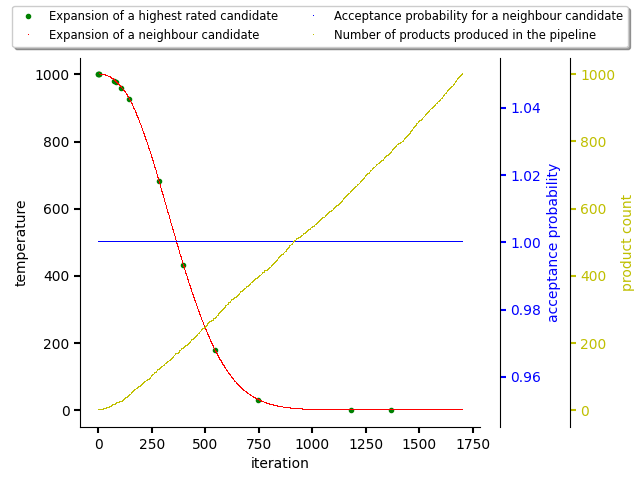 Expansion of a highest rated candidate
Expansion of a neighbour candidate
Acceptance probability for a neighbour candidate
Number of products produced in the pipeline
temperature
1000
800
600
400
200
0
0 250 500 750 1000 1250 1500 1750
iteration
1.04
1.02
1.00
0.98
0.96
acceptance probability
1000
800
600
400
200
0
product count